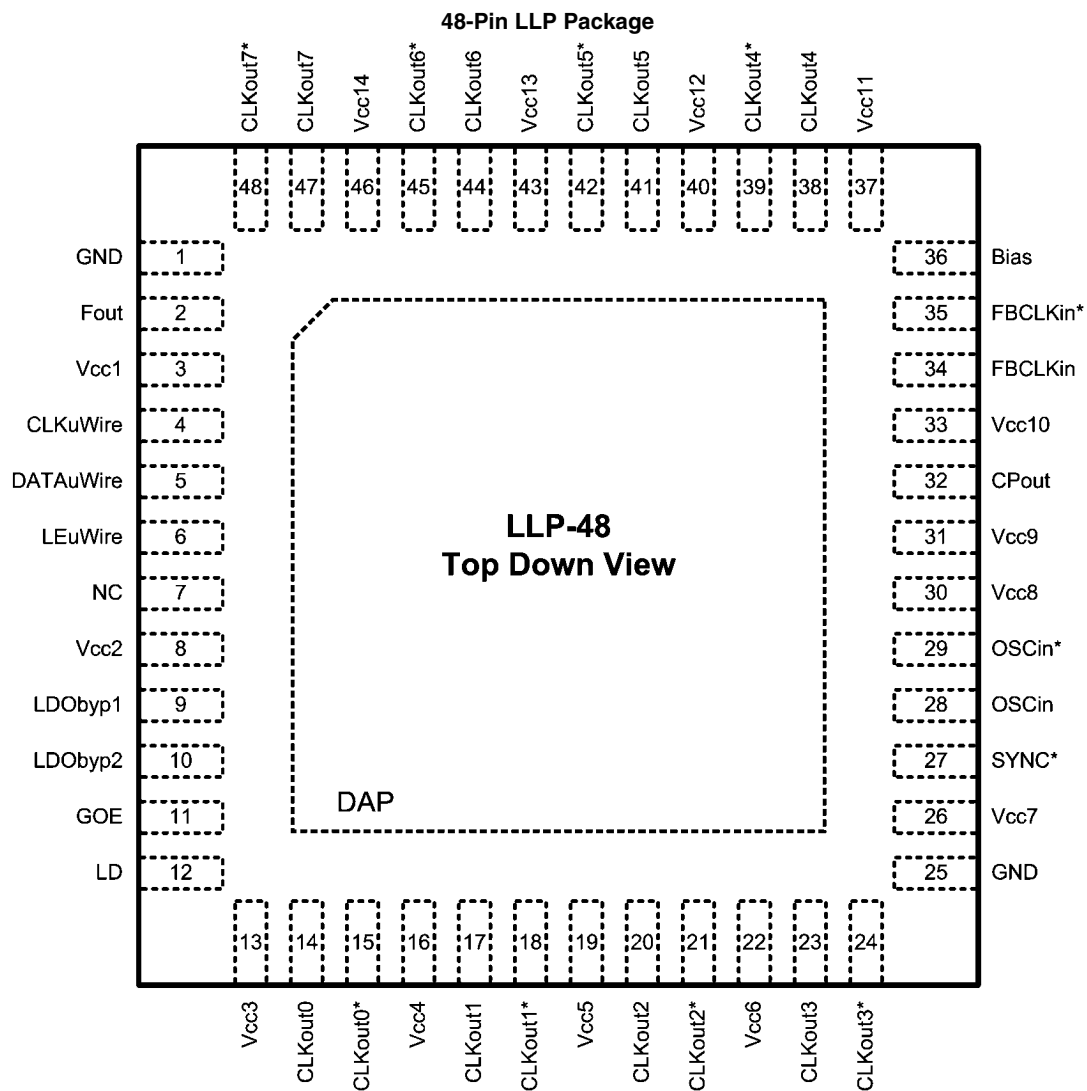 48-Pin LLP Package
CLKout7*
CLKout7
Vcc14
CLKout6*
CLKout6
Vcc13
CLKout5*
CLKout5
Vcc12
CLKout4*
CLKout4
Vcc11
48 47 46 45 44 43 42 41 40 39 38 37
GND 1 36 Bias
Fout 2 35 FBCLKin*
Vcc1 3 34 FBCLKin
CLKuWire 4 33 Vcc10
DATAuWire 5 32 CPout
LEuWire 6 31 Vcc9
NC 7 30 Vcc8
Vcc2 8 29 OSCin*
LDObyp1 9 28 OSCin
LDObyp2 10 27 SYNC*
GOE 11 26 Vcc7
LD 12 25 GND
LLP-48
Top Down View
DAP
13 14 15 16 17 18 19 20 21 22 23 24
Vcc3
CLKout0
CLKout0*
Vcc4
CLKout1
CLKout1*
Vcc5
CLKout2
CLKout2*
Vcc6
CLKout3
CLKout3*